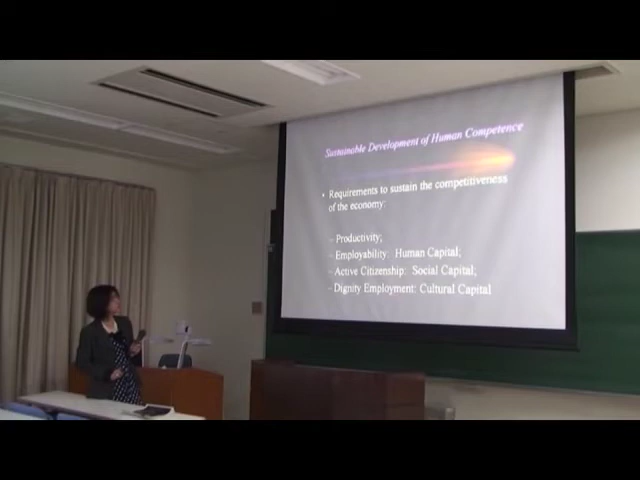 Sustainable Development of Human Competence
• Requirements to sustain the competitiveness
of the economy:
– Productivity;
– Employability: Human Capital;
– Active Citizenship: Social Capital;
– Dignity Employment: Cultural Capital